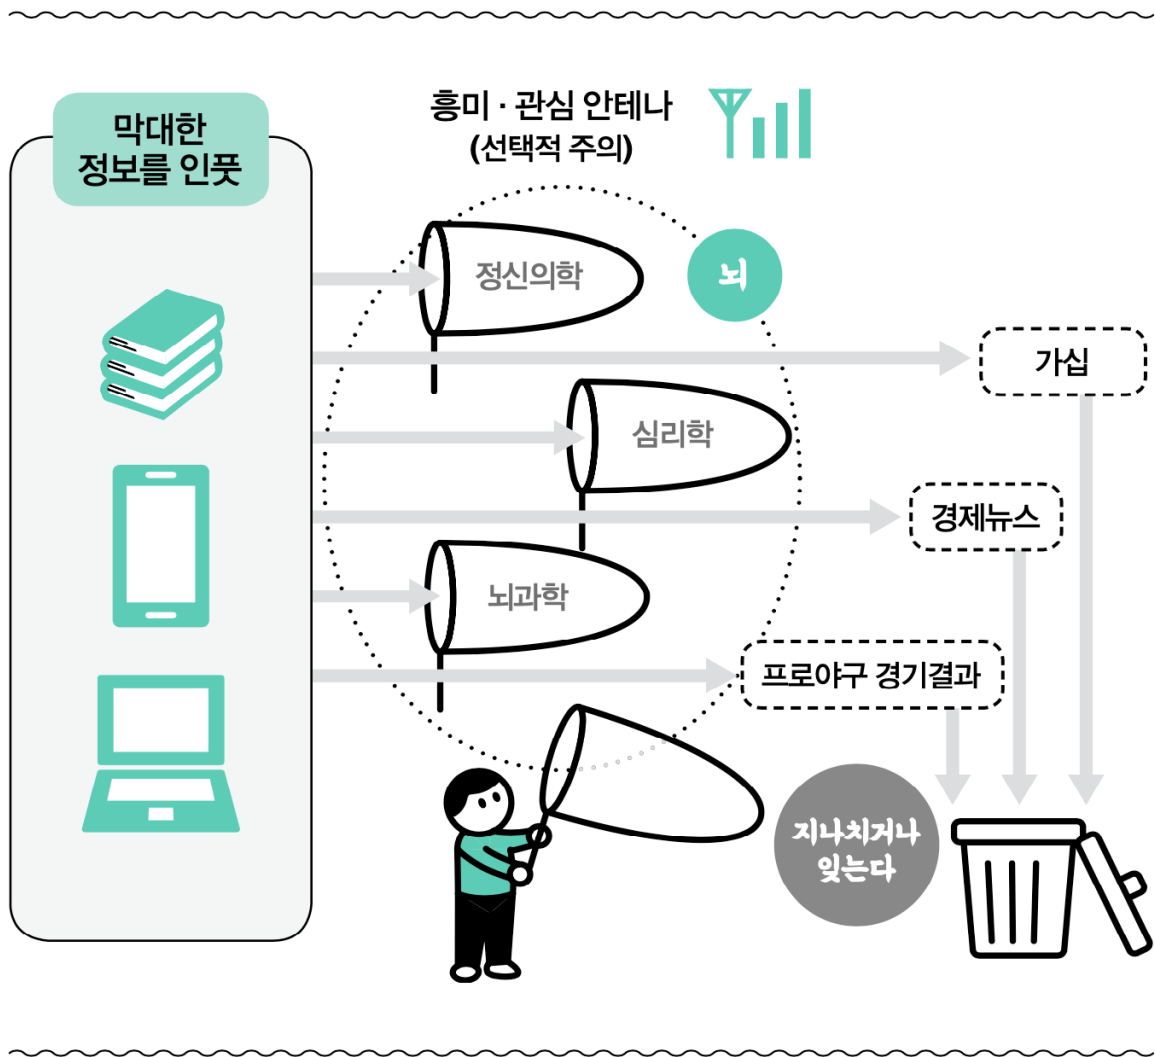 막대한
정보를 인풋
흥미 · 관심 안테나
(선택적 주의)
정신의학
뇌
가십
심리학
경제뉴스
뇌과학
프로야구 경기결과
지나치거나
잊는다